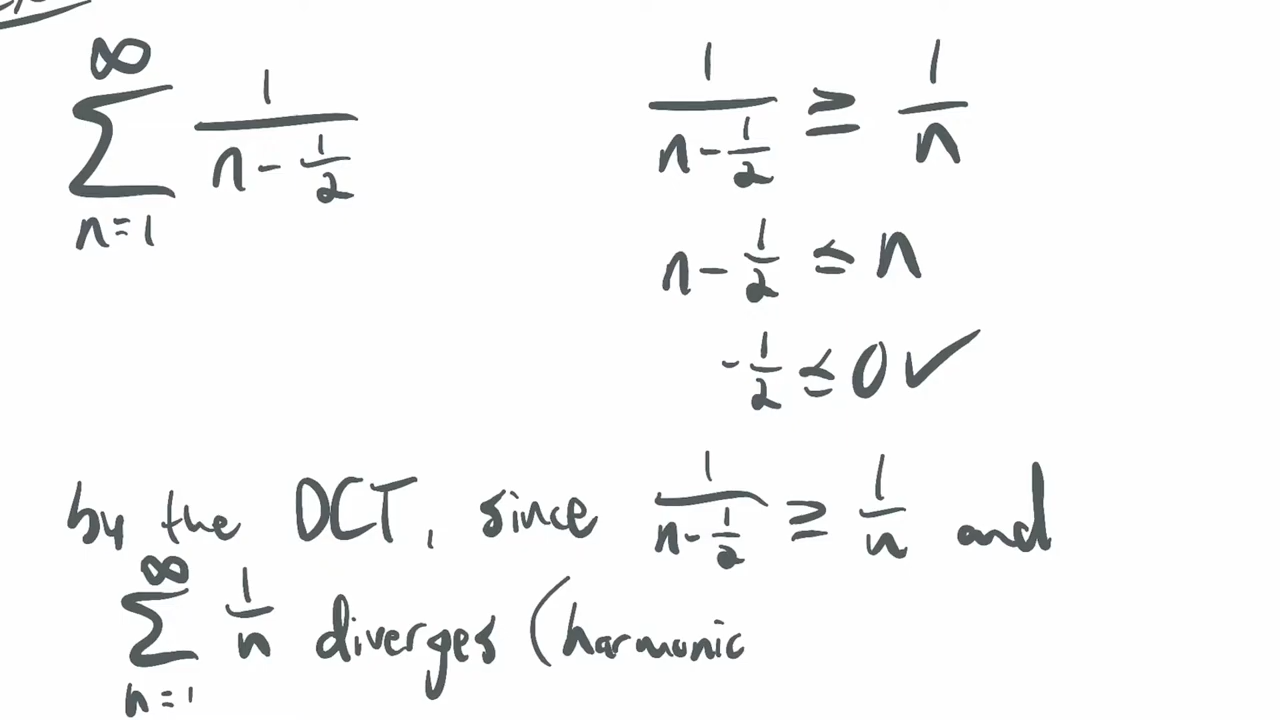 ∑_{n=1}^{∞} 1/(n - 1/2)
1/(n - 1/2) ≥ 1/n
n - 1/2 ≤ n
-1/2 ≤ 0 ✓
by the DCT, since 1/(n - 1/2) ≥ 1/n and
∑_{n=1}^{∞} 1/n diverges (harmonic